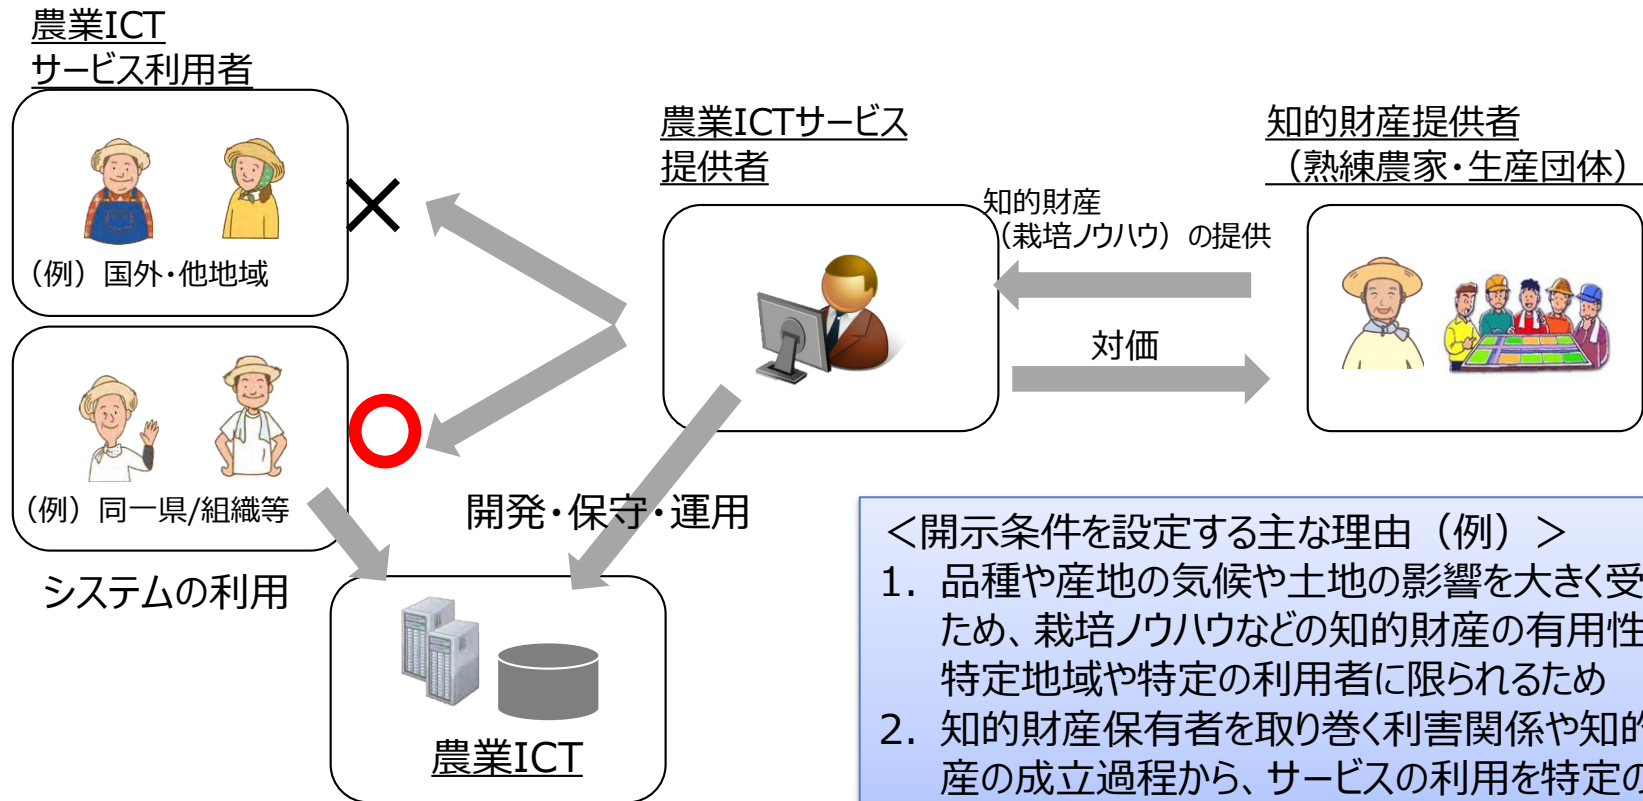 農業ICT
サービス利用者
（例）国外・他地域
（例）同一県/組織等
システムの利用
農業ICTサービス
提供者
知的財産
（栽培ノウハウ）の提供
対価
知的財産提供者
（熟練農家・生産団体）
開発・保守・運用
農業ICT
＜開示条件を設定する主な理由（例）＞
1. 品種や産地の気候や土地の影響を大きく受
ため、栽培ノウハウなどの知的財産の有用性
特定地域や特定の利用者に限られるため
2. 知的財産保有者を取り巻く利害関係や知的
産の成立過程から、サービスの利用を特定の